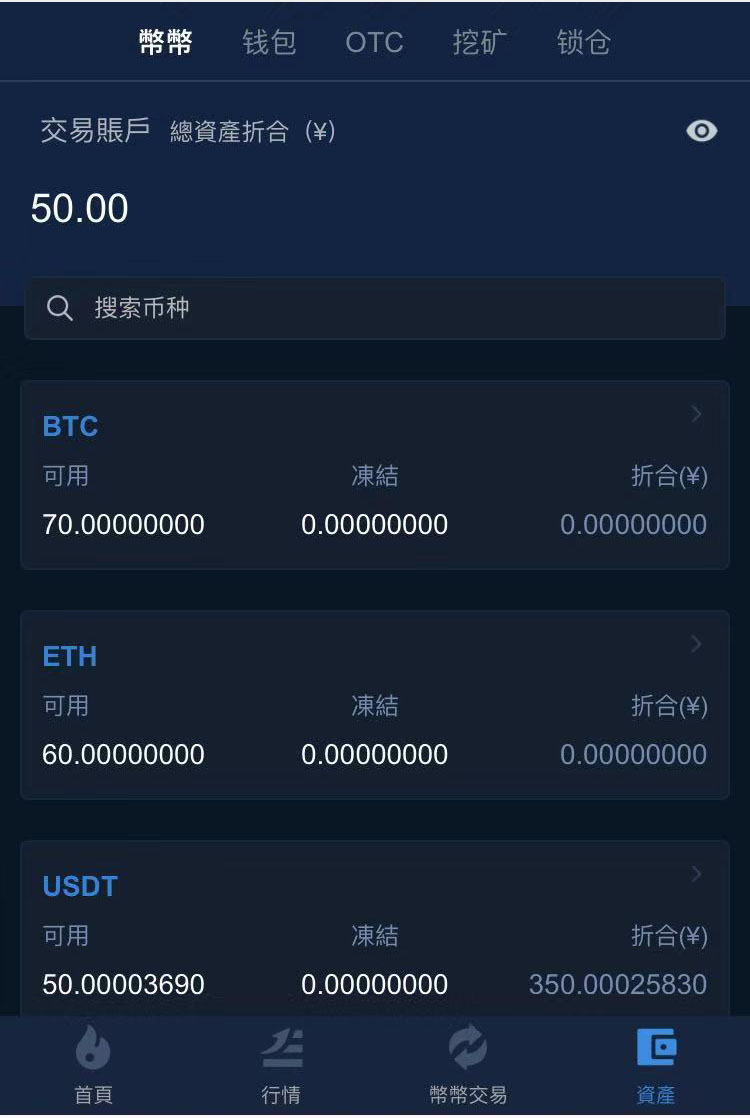 幣幣 钱包 OTC 挖矿 锁仓
交易賬戶 總資產折合 (¥)
50.00
搜索币种
BTC
可用 凍結 折合(¥)
70.00000000 0.00000000 0.00000000
ETH
可用 凍結 折合(¥)
60.00000000 0.00000000 0.00000000
USDT
可用 凍結 折合(¥)
50.00003690 0.00000000 350.00025830
首頁 行情 幣幣交易 資產